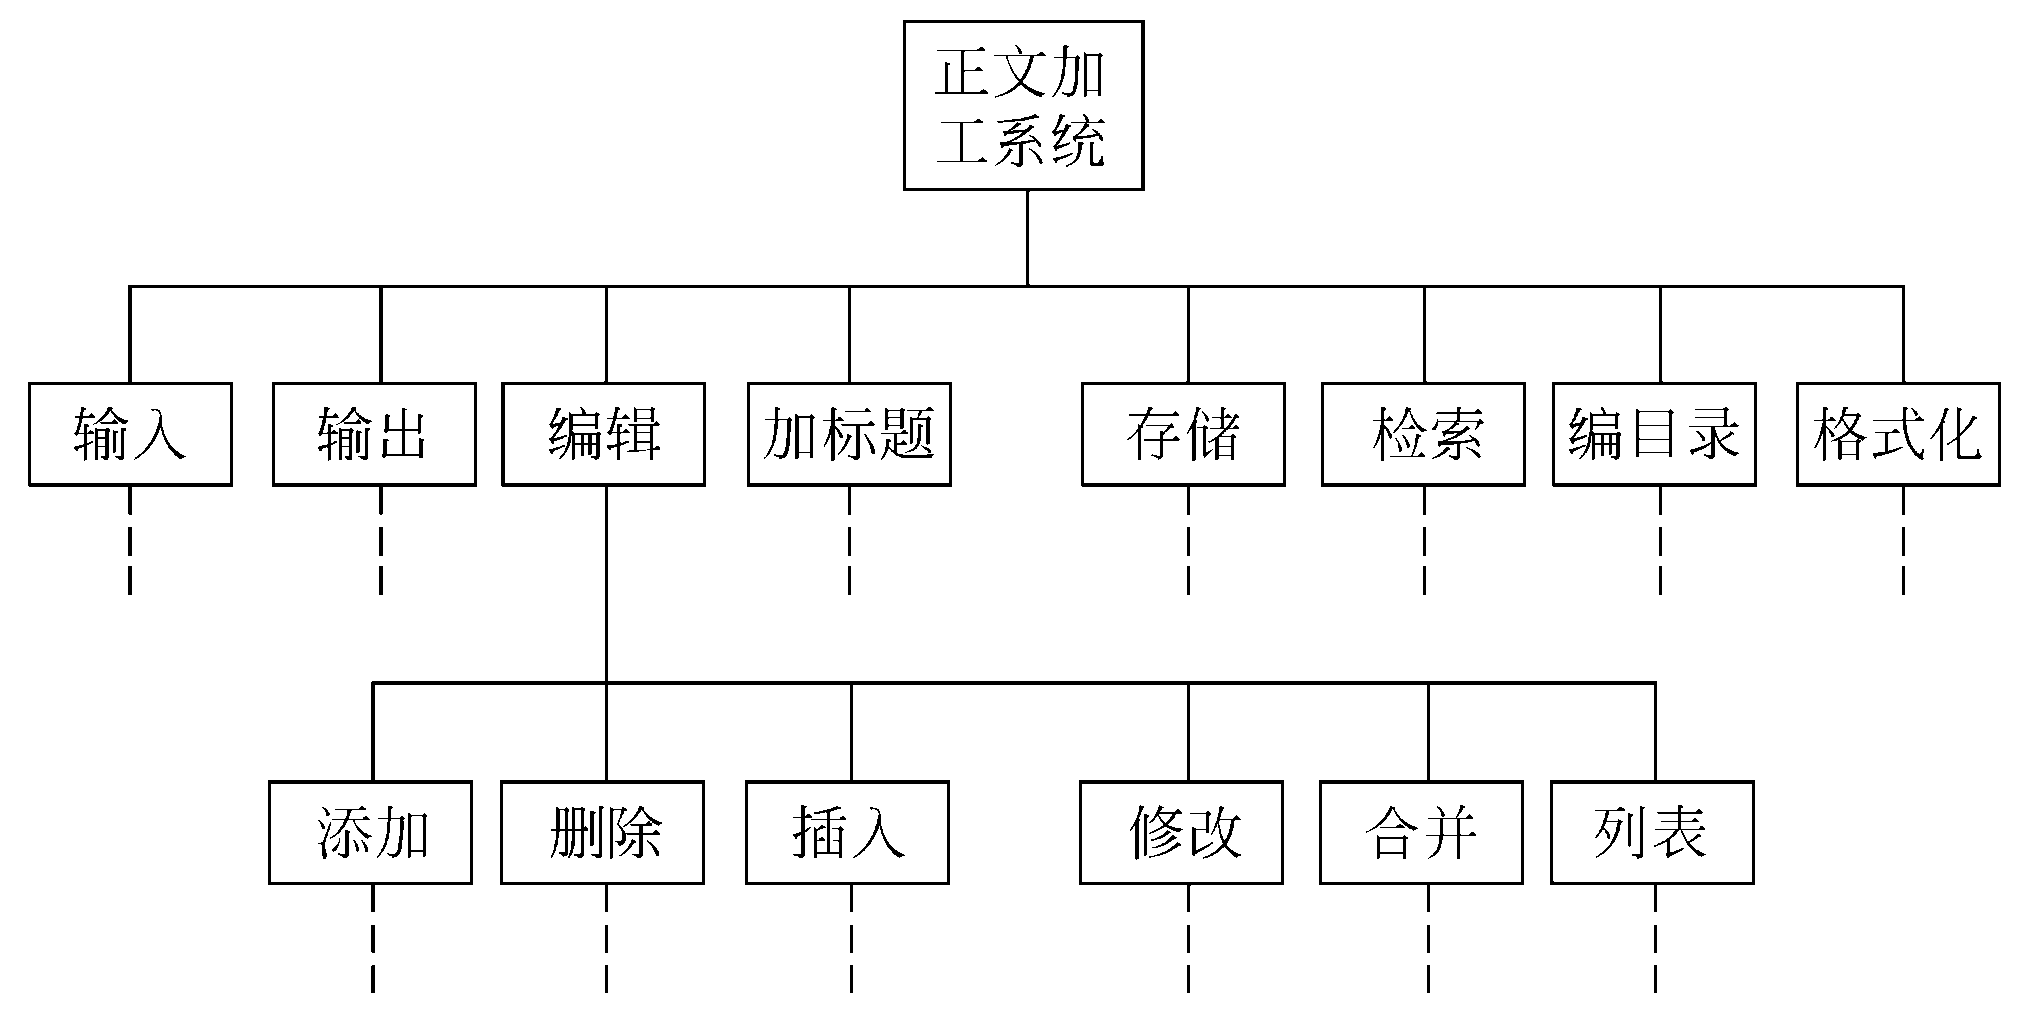 正文加
工系统
输入
输出
编辑
加标题
存储
检索
编目录
格式化
添加
删除
插入
修改
合并
列表